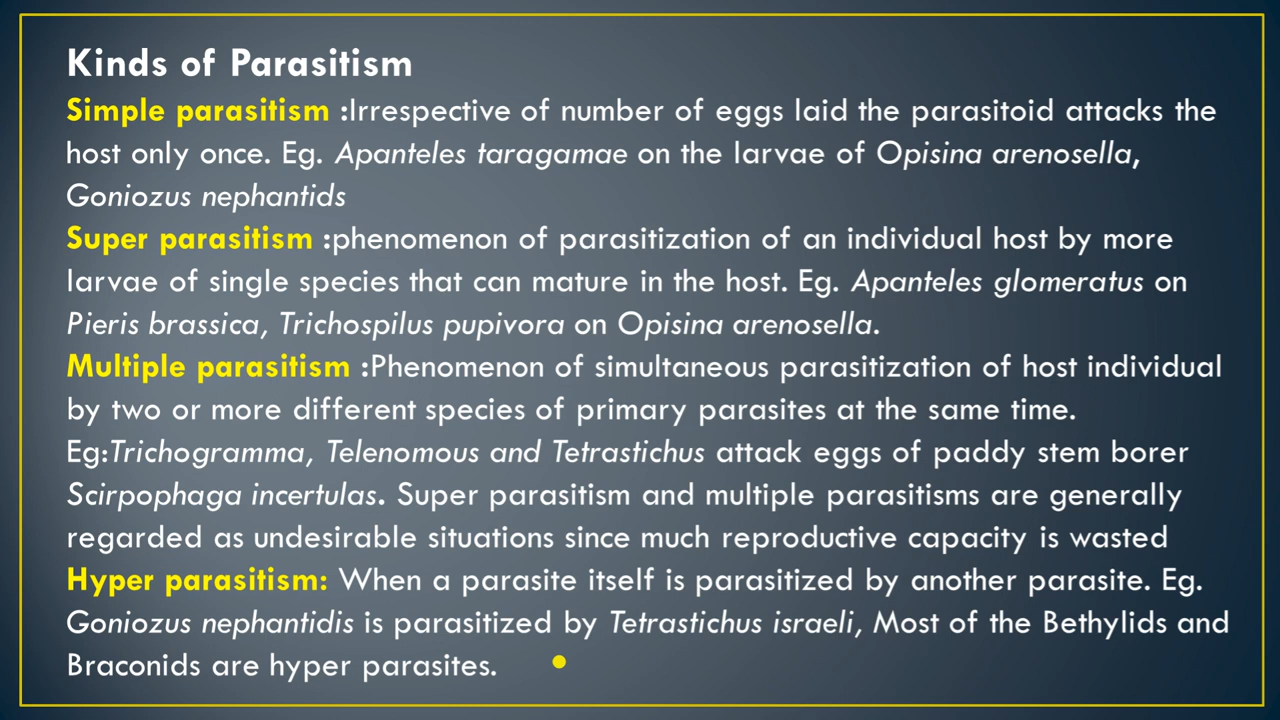 Kinds of Parasitism
Simple parasitism :Irrespective of number of eggs laid the parasitoid attacks the
host only once. Eg. Apanteles taragamae on the larvae of Opisina arenosella,
Goniozus nephantids
Super parasitism :phenomenon of parasitization of an individual host by more
larvae of single species that can mature in the host. Eg. Apanteles glomeratus on
Pieris brassica, Trichospilus pupivora on Opisina arenosella.
Multiple parasitism :Phenomenon of simultaneous parasitization of host individual
by two or more different species of primary parasites at the same time.
Eg:Trichogramma, Telenomous and Tetrastichus attack eggs of paddy stem borer
Scirpophaga incertulas. Super parasitism and multiple parasitisms are generally
regarded as undesirable situations since much reproductive capacity is wasted
Hyper parasitism: When a parasite itself is parasitized by another parasite. Eg.
Goniozus nephantidis is parasitized by Tetrastichus israeli, Most of the Bethylids and
Braconids are hyper parasites.